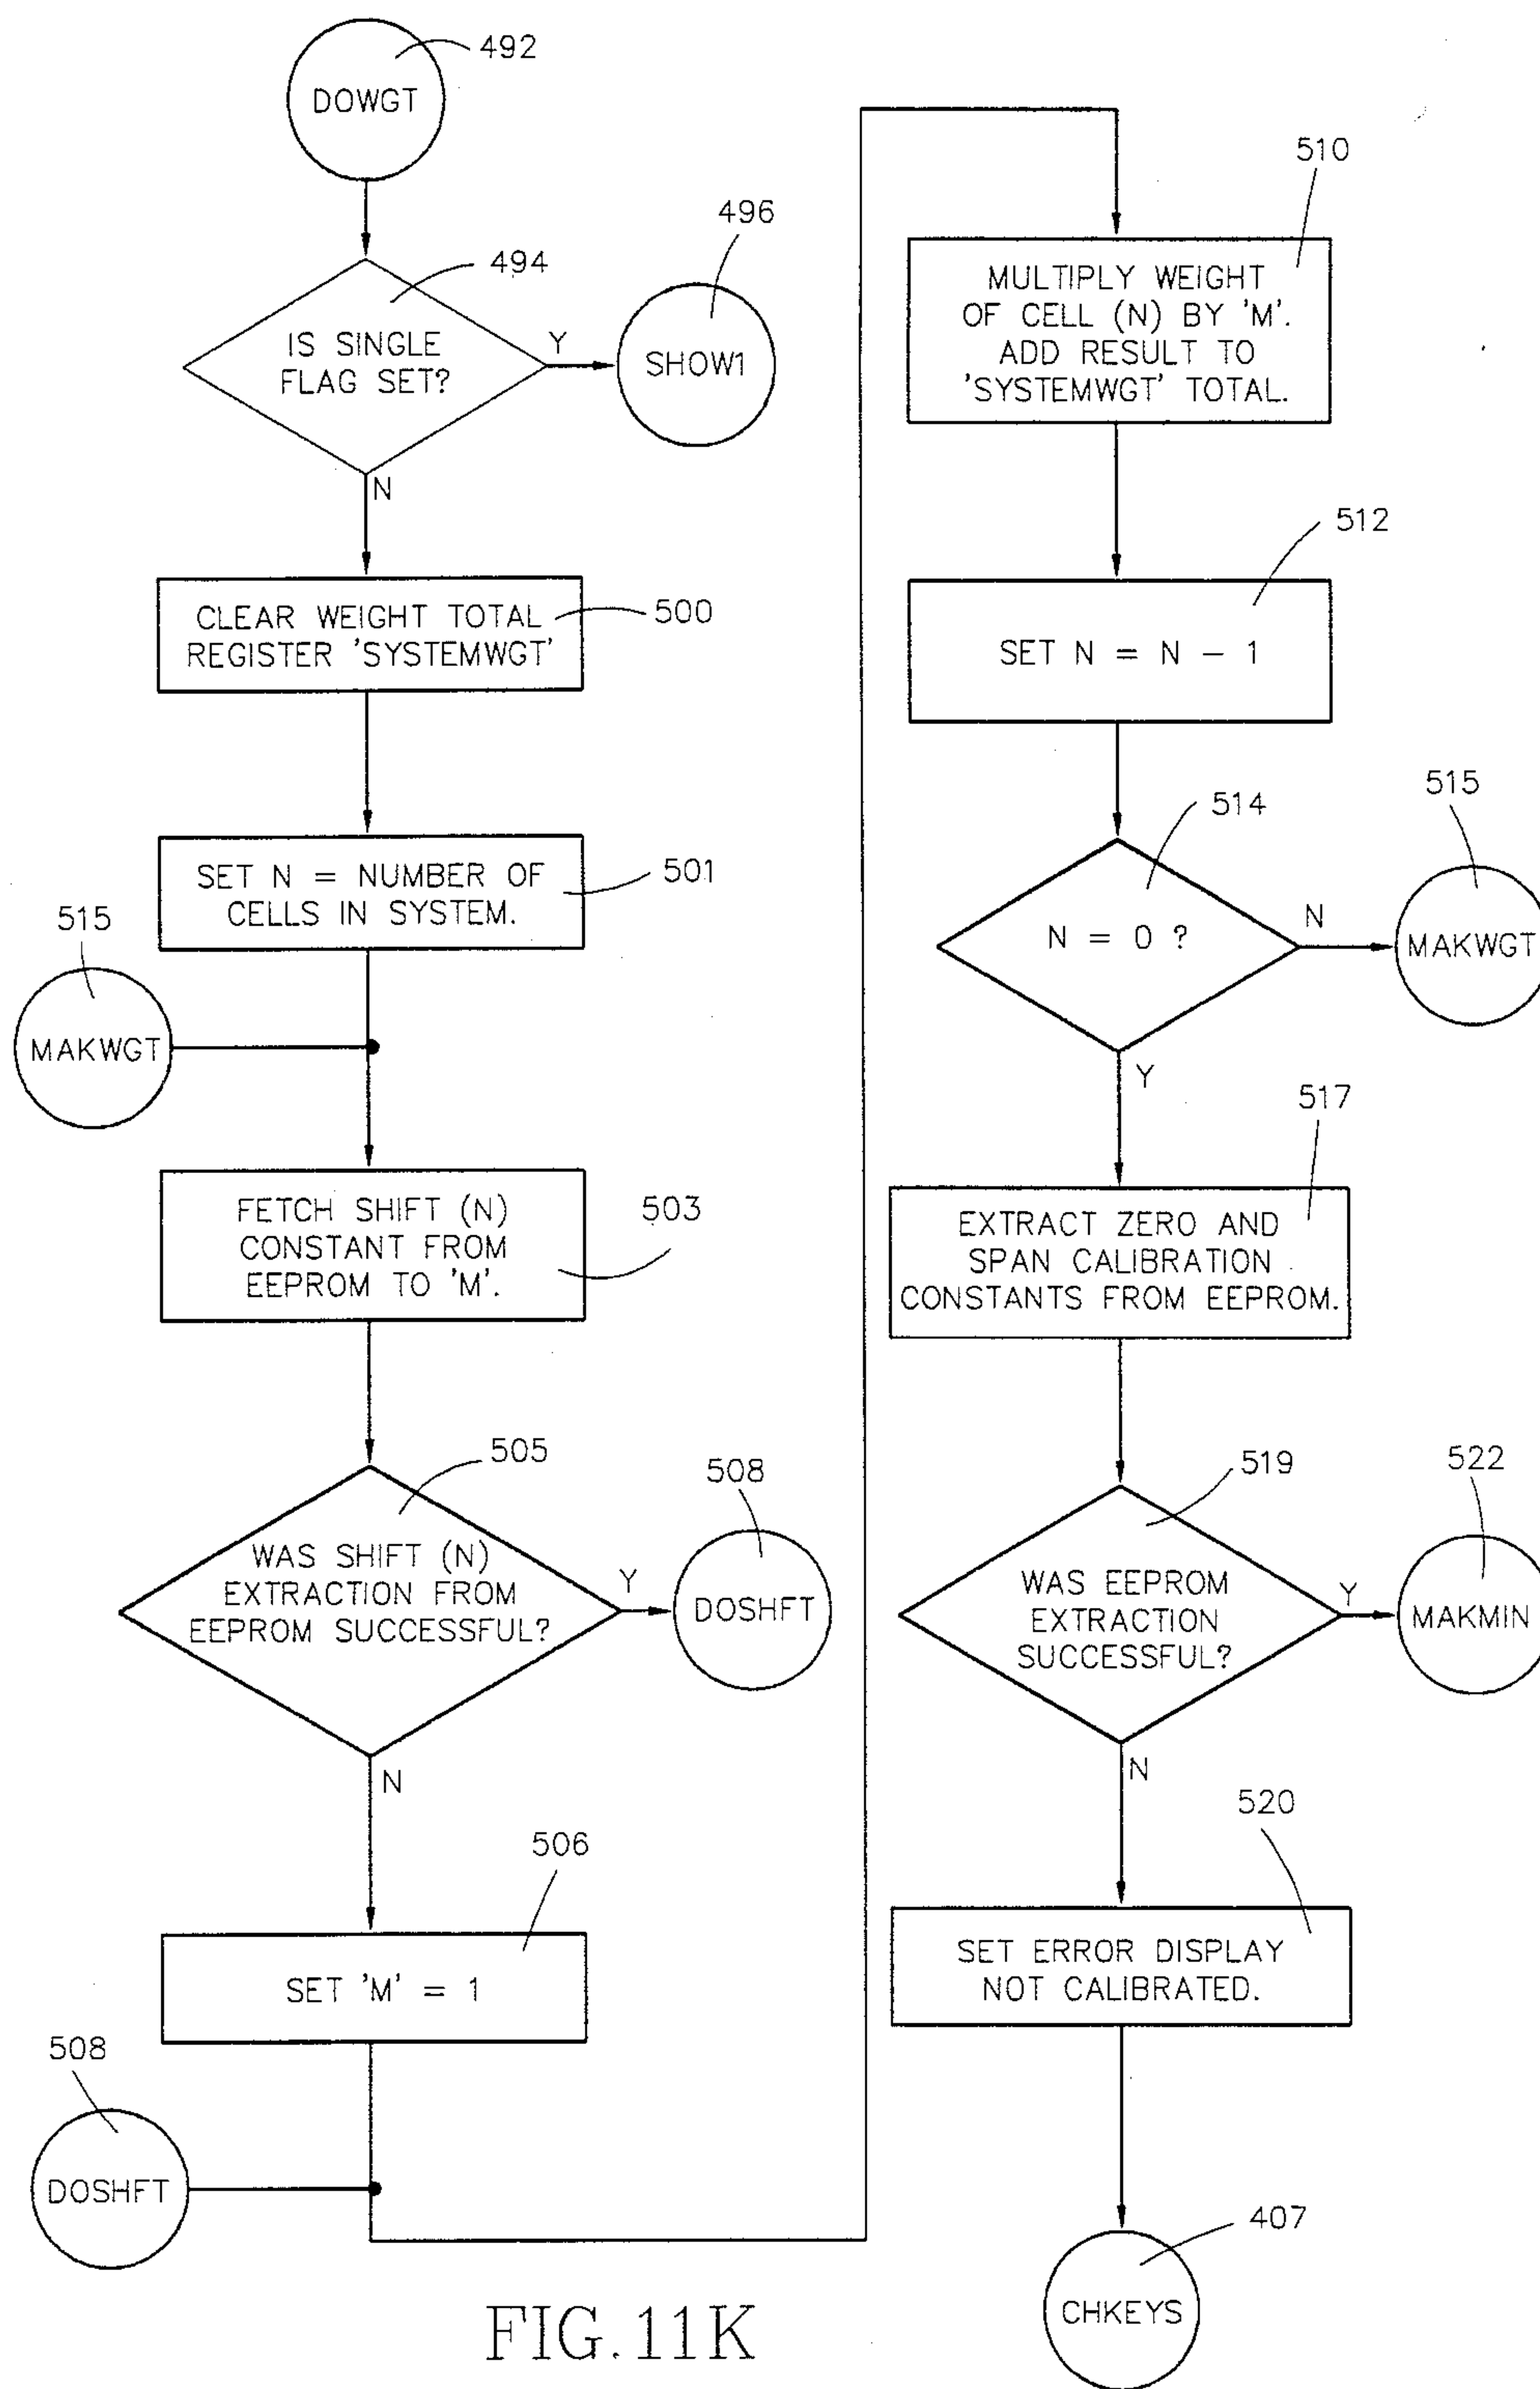 492
DOWGT
494
IS SINGLE
FLAG SET?
Y
496
SHOW1
N
CLEAR WEIGHT TOTAL
REGISTER 'SYSTEMWGT'
500
SET N = NUMBER OF
CELLS IN SYSTEM.
501
515
MAKWGT
FETCH SHIFT (N)
CONSTANT FROM
EEPROM TO 'M'.
503
505
WAS SHIFT (N)
EXTRACTION FROM
EEPROM SUCCESSFUL?
Y
508
DOSHFT
N
506
SET 'M' = 1
508
DOSHFT
510
MULTIPLY WEIGHT
OF CELL (N) BY 'M'.
ADD RESULT TO
'SYSTEMWGT' TOTAL.
512
SET N = N - 1
514
N = 0 ?
N
515
MAKWGT
Y
517
EXTRACT ZERO AND
SPAN CALIBRATION
CONSTANTS FROM EEPROM.
519
WAS EEPROM
EXTRACTION
SUCCESSFUL?
Y
522
MAKMIN
N
520
SET ERROR DISPLAY
NOT CALIBRATED.
407
CHKEYS
FIG. 11K